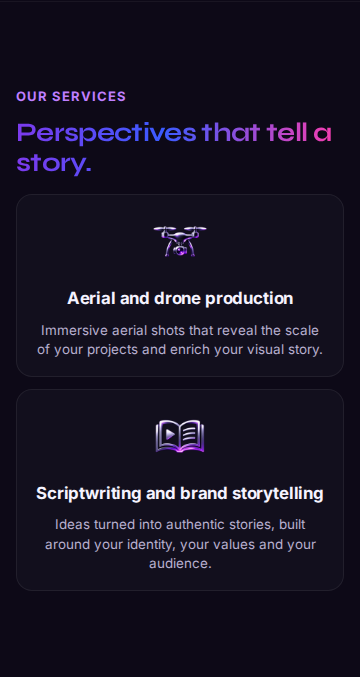 OUR SERVICES
Perspectives that tell a
story.
Aerial and drone production
Immersive aerial shots that reveal the scale
of your projects and enrich your visual story.
Scriptwriting and brand storytelling
Ideas turned into authentic stories, built
around your identity, your values and your
audience.